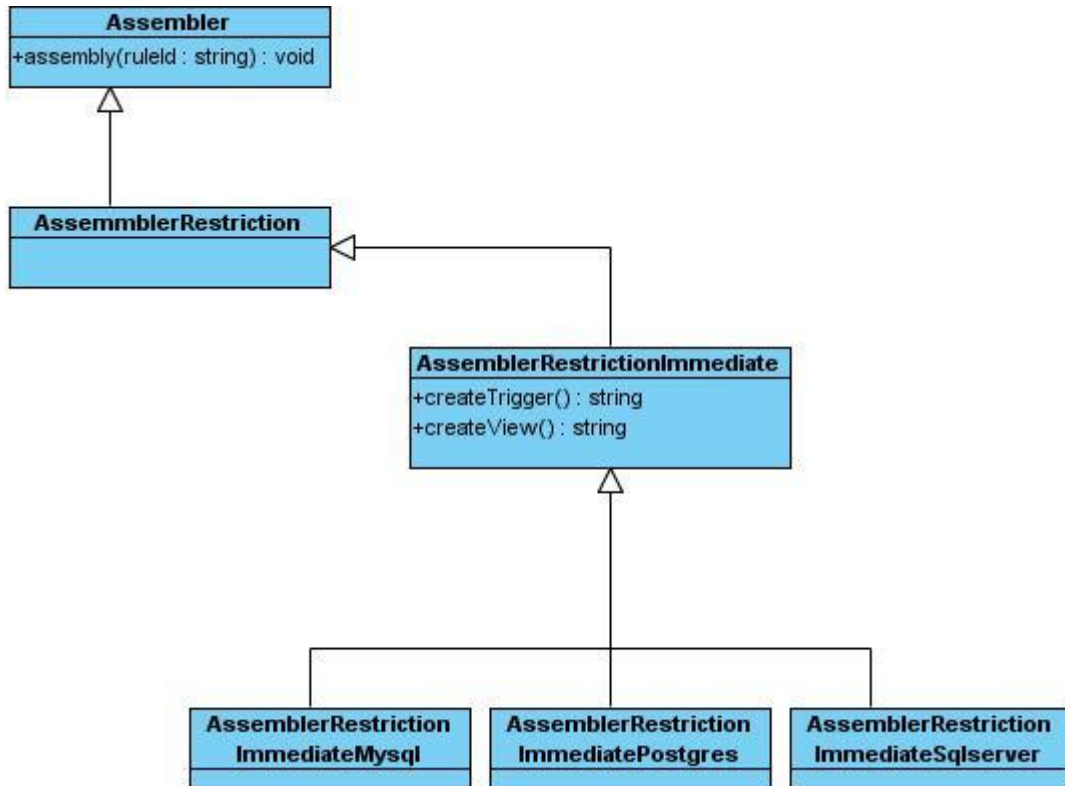 Assembler
+assembly(ruleId : string) : void
AssemmblerRestriction
AssemblerRestrictionImmediate
+createTrigger() : string
+createView() : string
AssemblerRestriction
ImmediateMysql
AssemblerRestriction
ImmediatePostgres
AssemblerRestriction
ImmediateSqlserver